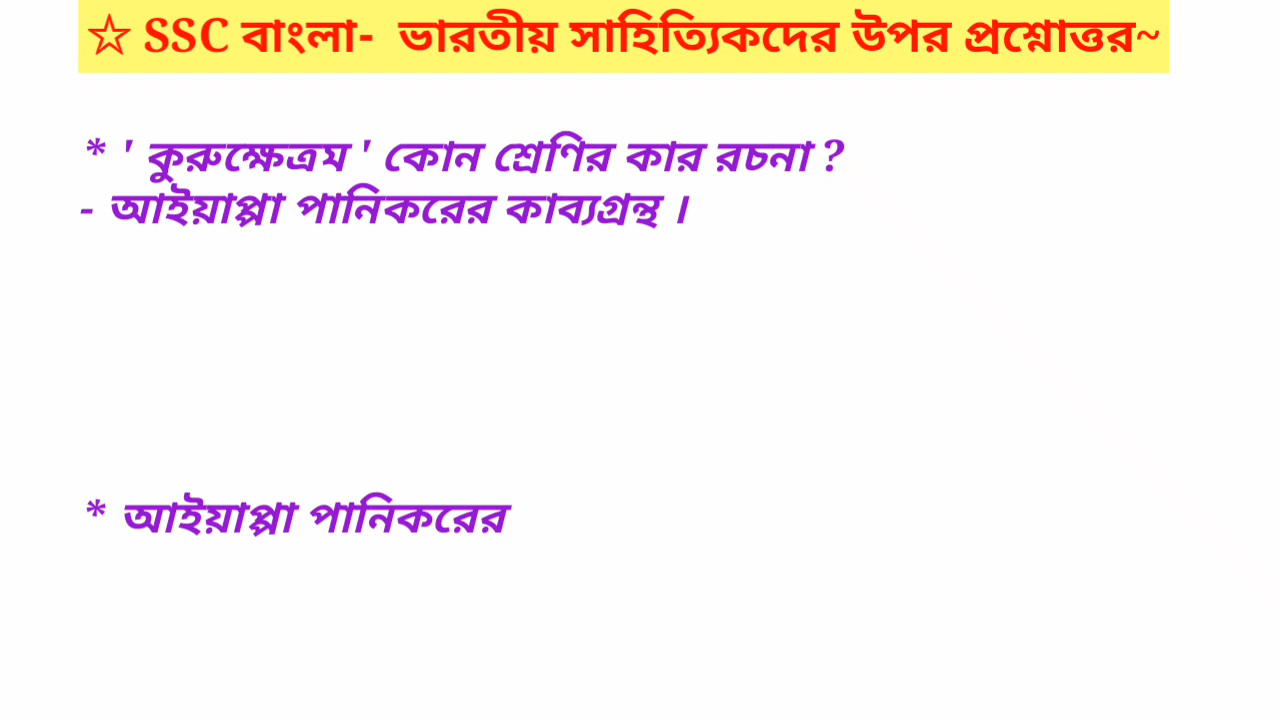 ☆ SSC বাংলা- ভারতীয় সাহিত্যিকদের উপর প্রশ্নোত্তর~
* ' কুরুক্ষেত্রম ' কোন শ্রেণির কার রচনা ?
- আইয়াপ্পা পানিকরের কাব্যগ্রন্থ ।
* আইয়াপ্পা পানিকরের